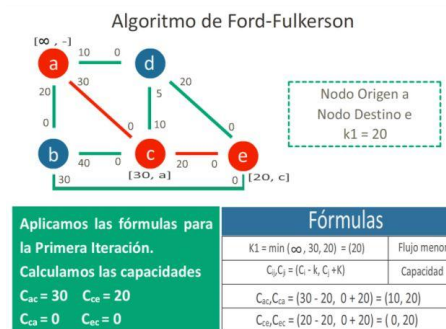 Algoritmo de Ford-Fulkerson
[∞ , -]
10 0
a d
20 30 5 20
0 0 10 0
b 40 0 c 20 0 e
30 [30, a] 0 [20, c]
Nodo Origen a
Nodo Destino e
k1 = 20
Aplicamos las fórmulas para
la Primera Iteración.
Calculamos las capacidades
Cac = 30 Cce = 20
Cca = 0 Cec = 0
Fórmulas
K1 = min (∞, 30, 20) = (20) Flujo menor
Cij,Cji = (Ci - k, Cj +K) Capacidad
Cac,Cca = (30 - 20, 0 + 20) = (10, 20)
Cce,Cec = (20 - 20, 0 + 20) = ( 0, 20)